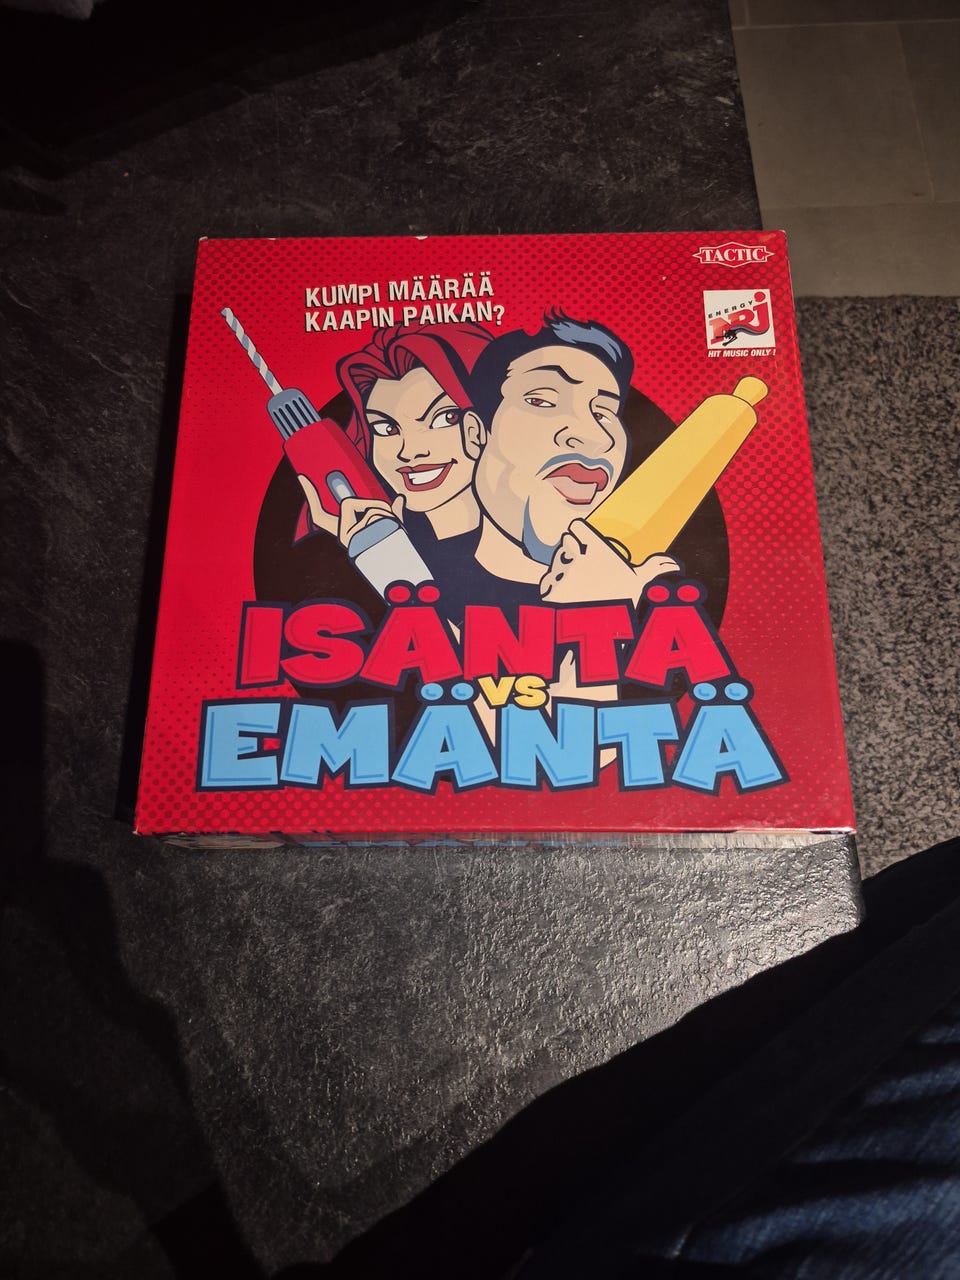 TACTIC
KUMPI MÄÄRÄÄ
KAAPIN PAIKAN?
ENERGY
NRJ
HIT MUSIC ONLY!
ISÄNTÄ
VS
EMÄNTÄ